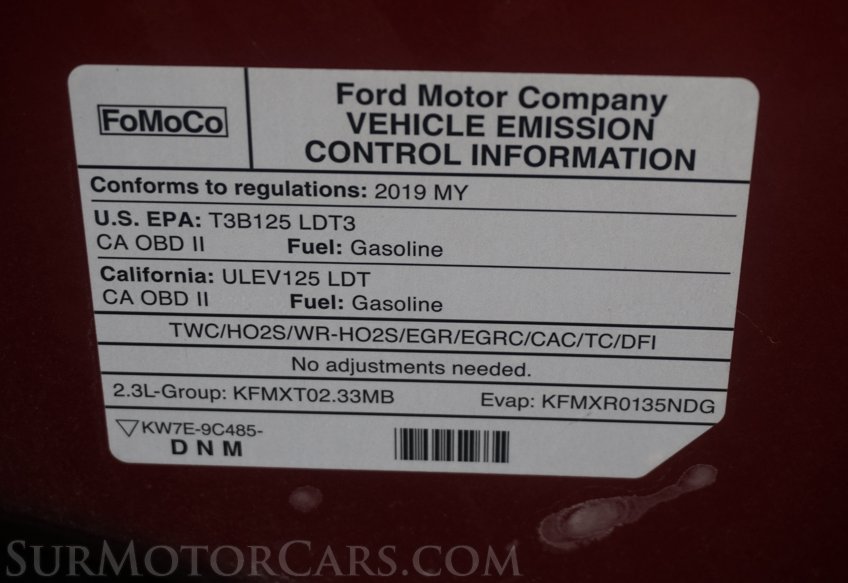 FoMoCo
Ford Motor Company
VEHICLE EMISSION
CONTROL INFORMATION
Conforms to regulations: 2019 MY
U.S. EPA: T3B125 LDT3
CA OBD II Fuel: Gasoline
California: ULEV125 LDT
CA OBD II Fuel: Gasoline
TWC/HO2S/WR-HO2S/EGR/EGRC/CAC/TC/DFI
No adjustments needed.
2.3L-Group: KFMXT02.33MB Evap: KFMXR0135NDG
KW7E-9C485-
DNM
SURMOTORCARS.COM